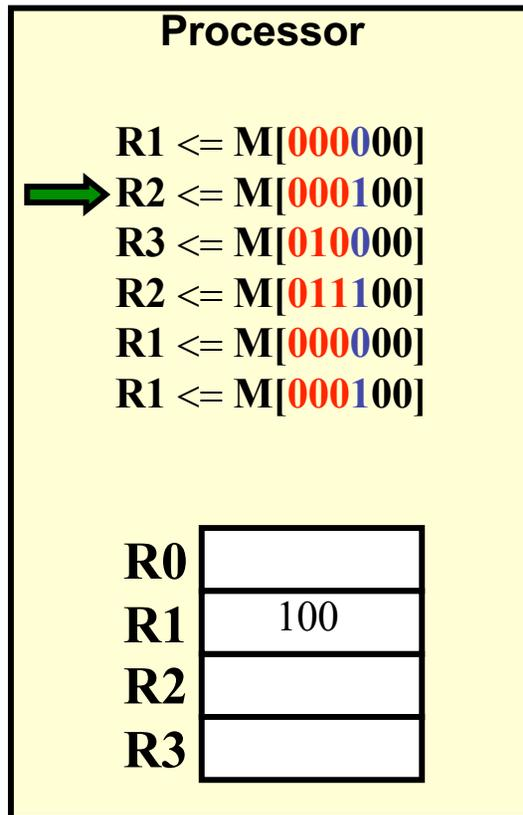 Processor
R1 <= M[000000]
R2 <= M[000100]
R3 <= M[010000]
R2 <= M[011100]
R1 <= M[000000]
R1 <= M[000100]
R0
R1 100
R2
R3